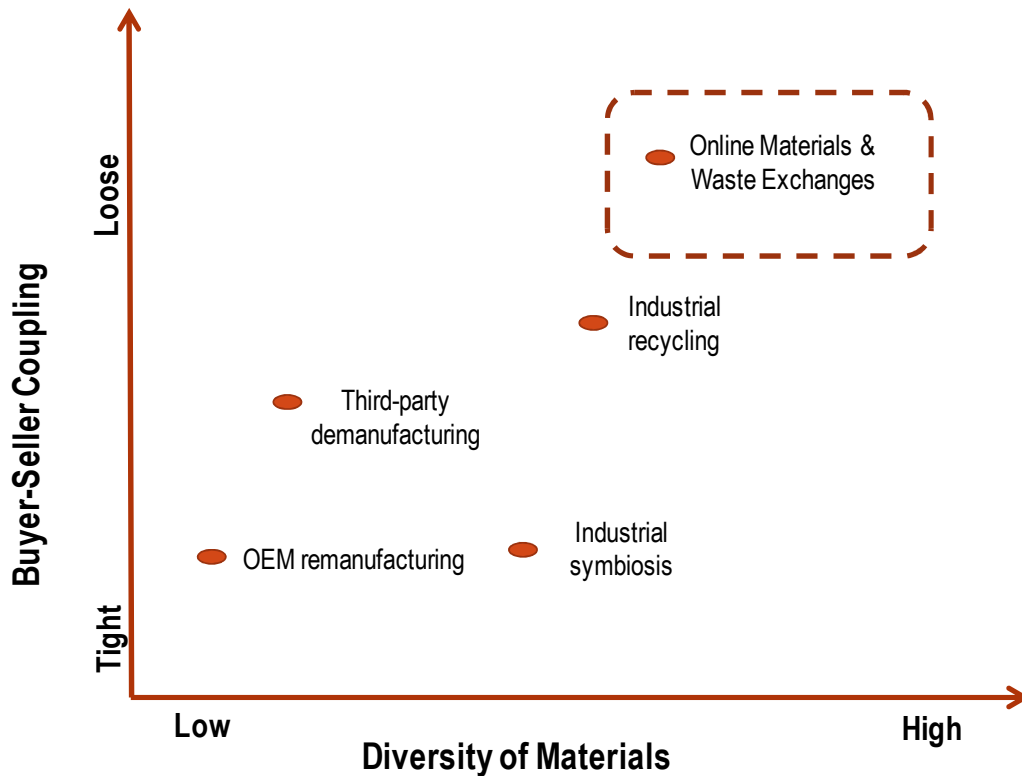 Buyer-Seller Coupling
Loose
Tight
Online Materials &
Waste Exchanges
Industrial
recycling
Third-party
demanufacturing
OEM remanufacturing
Industrial
symbiosis
Low
High
Diversity of Materials